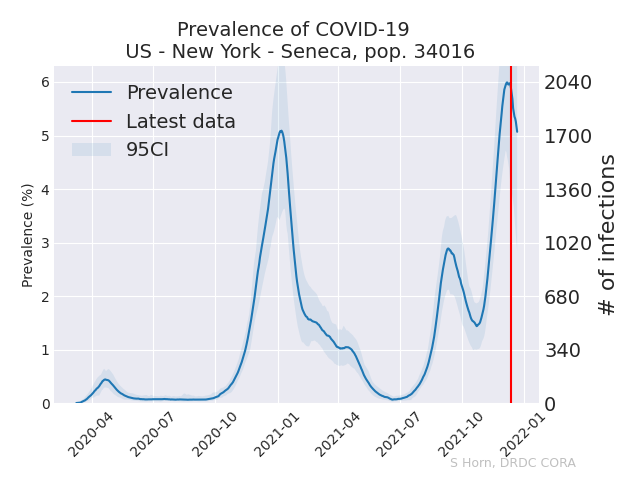 Prevalence of COVID-19
US - New York - Seneca, pop. 34016
Prevalence
Latest data
95CI
Prevalence (%)
6
5
4
3
2
1
0
2040
1700
1360
1020
680
340
0
# of infections
2020-04
2020-07
2020-10
2021-01
2021-04
2021-07
2021-10
2022-01
S Horn, DRDC CORA